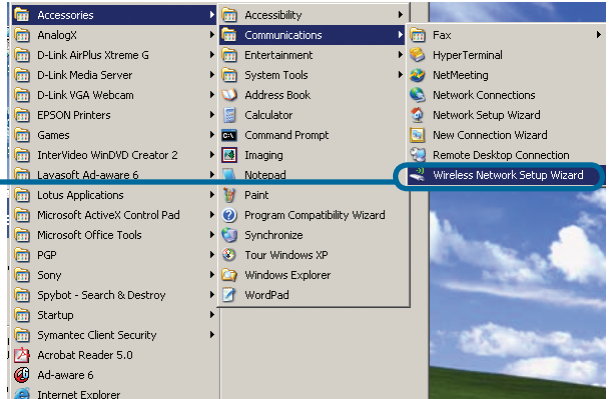 Accessories
AnalogX
D-Link AirPlus Xtreme G
D-Link Media Server
D-Link VGA Webcam
EPSON Printers
Games
InterVideo WinDVD Creator 2
Lavasoft Ad-aware 6
Lotus Applications
Microsoft ActiveX Control Pad
Microsoft Office Tools
PGP
Sony
Spybot - Search & Destroy
Startup
Symantec Client Security
Acrobat Reader 5.0
Ad-aware 6
Internet Explorer
Accessibility
Communications
Entertainment
System Tools
Address Book
Calculator
Command Prompt
Imaging
Notepad
Paint
Program Compatibility Wizard
Synchronize
Tour Windows XP
Windows Explorer
WordPad
Fax
HyperTerminal
NetMeeting
Network Connections
Network Setup Wizard
New Connection Wizard
Remote Desktop Connection
Wireless Network Setup Wizard